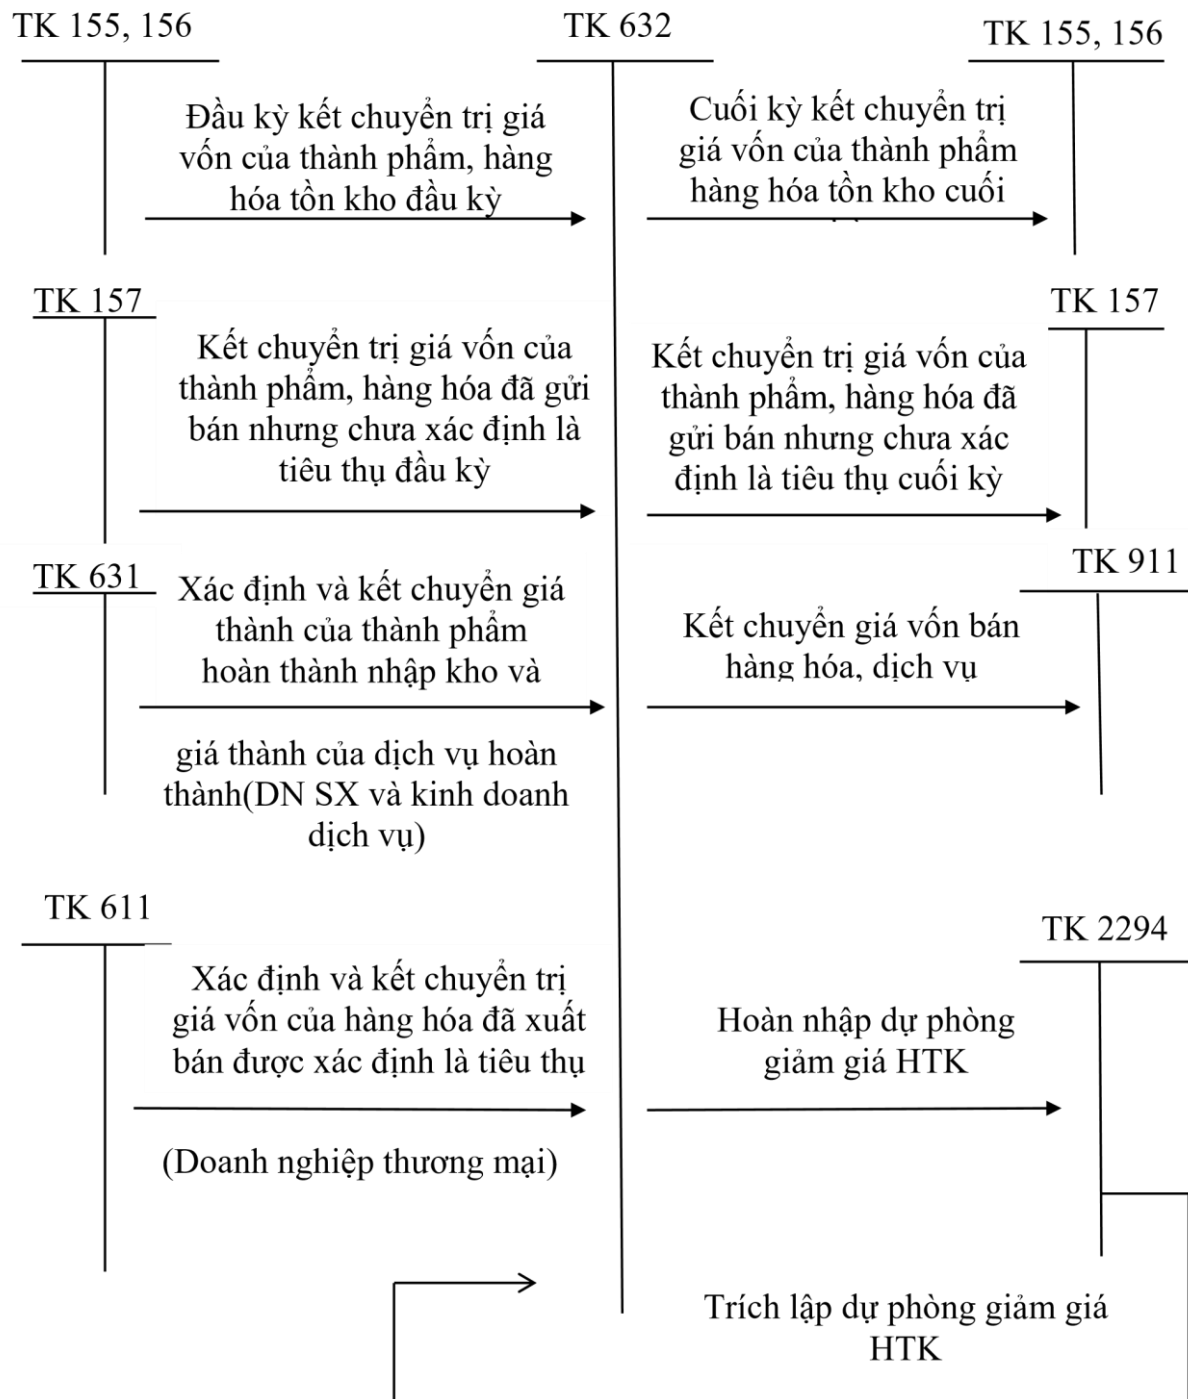 TK 155, 156
TK 632
TK 155, 156
Đầu kỳ kết chuyển trị giá
vốn của thành phẩm, hàng
hóa tồn kho đầu kỳ
Cuối kỳ kết chuyển trị
giá vốn của thành phẩm
hàng hóa tồn kho cuối
TK 157
TK 157
Kết chuyển trị giá vốn của
thành phẩm, hàng hóa đã gửi
bán nhưng chưa xác định là
tiêu thụ đầu kỳ
Kết chuyển trị giá vốn của
thành phẩm, hàng hóa đã
gửi bán nhưng chưa xác
định là tiêu thụ cuối kỳ
TK 631
TK 911
Xác định và kết chuyển giá
thành của thành phẩm
hoàn thành nhập kho và
giá thành của dịch vụ hoàn
thành(DN SX và kinh doanh
dịch vụ)
Kết chuyển giá vốn bán
hàng hóa, dịch vụ
TK 611
TK 2294
Xác định và kết chuyển trị
giá vốn của hàng hóa đã xuất
bán được xác định là tiêu thụ
(Doanh nghiệp thương mại)
Hoàn nhập dự phòng
giảm giá HTK
Trích lập dự phòng giảm giá
HTK